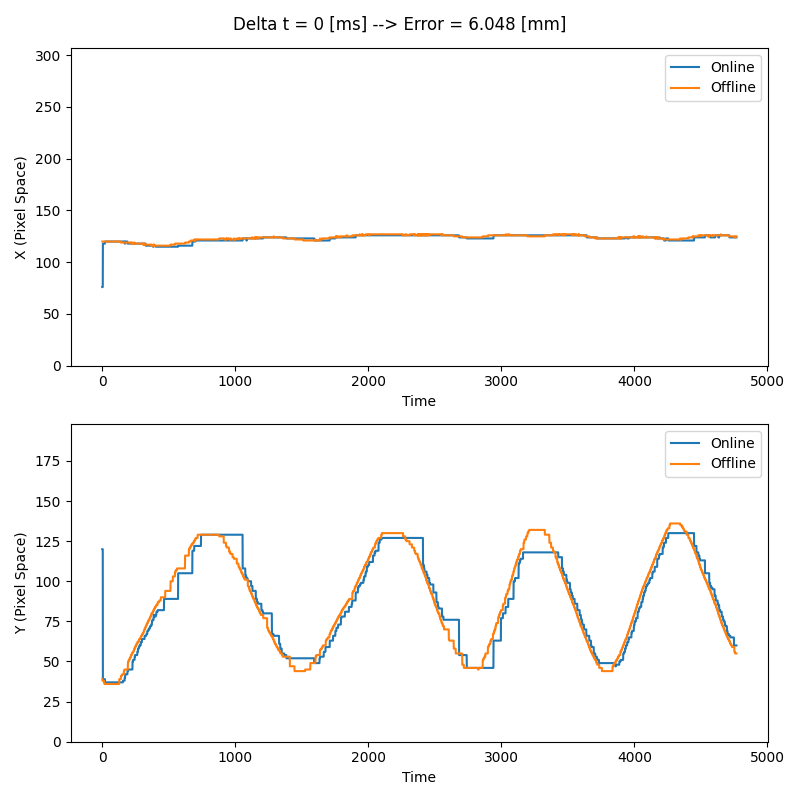 Delta t = 0 [ms] --> Error = 6.048 [mm]
300
250
200
150
100
50
0
X (Pixel Space)
Online
Offline
0 1000 2000 3000 4000 5000
Time
175
150
125
100
75
50
25
0
Y (Pixel Space)
Online
Offline
0 1000 2000 3000 4000 5000
Time